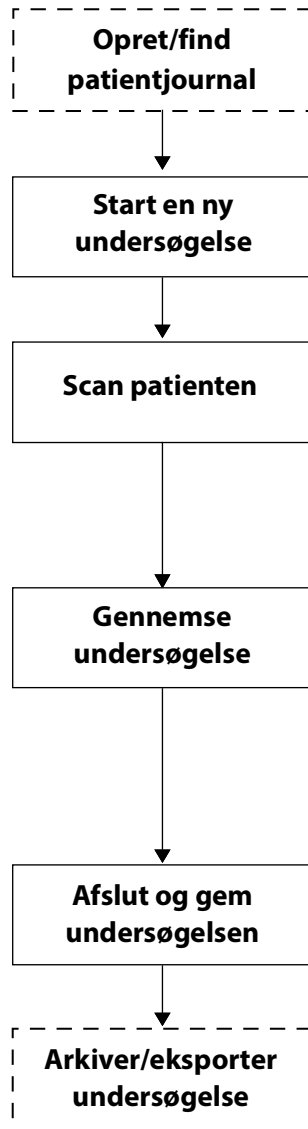 Opret/find
patientjournal
Start en ny
undersøgelse
Scan patienten
Gennemse
undersøgelse
Afslut og gem
undersøgelsen
Arkiver/eksporter
undersøgelse